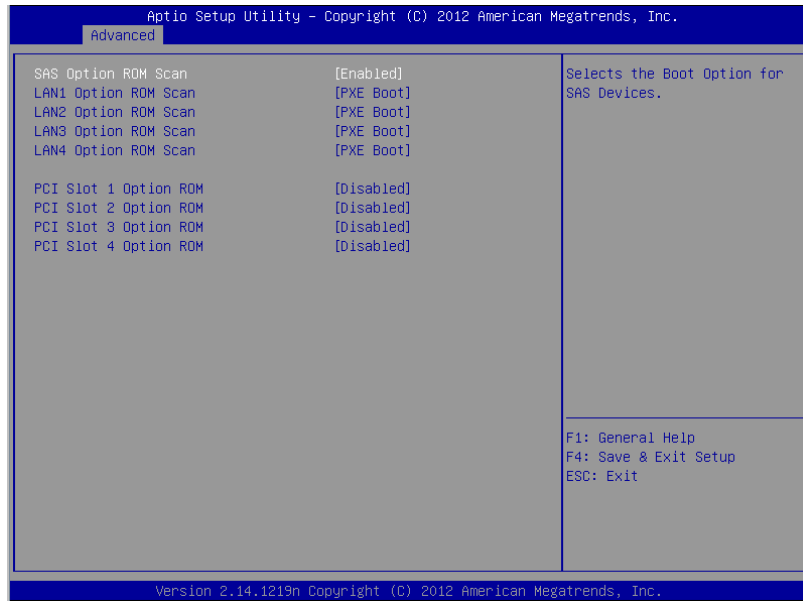 Aptio Setup Utility – Copyright (C) 2012 American Megatrends, Inc.
Advanced
SAS Option ROM Scan [Enabled]
LAN1 Option ROM Scan [PXE Boot]
LAN2 Option ROM Scan [PXE Boot]
LAN3 Option ROM Scan [PXE Boot]
LAN4 Option ROM Scan [PXE Boot]
PCI Slot 1 Option ROM [Disabled]
PCI Slot 2 Option ROM [Disabled]
PCI Slot 3 Option ROM [Disabled]
PCI Slot 4 Option ROM [Disabled]
Selects the Boot Option for
SAS Devices.
F1: General Help
F4: Save & Exit Setup
ESC: Exit
Version 2.14.1219n Copyright (C) 2012 American Megatrends, Inc.